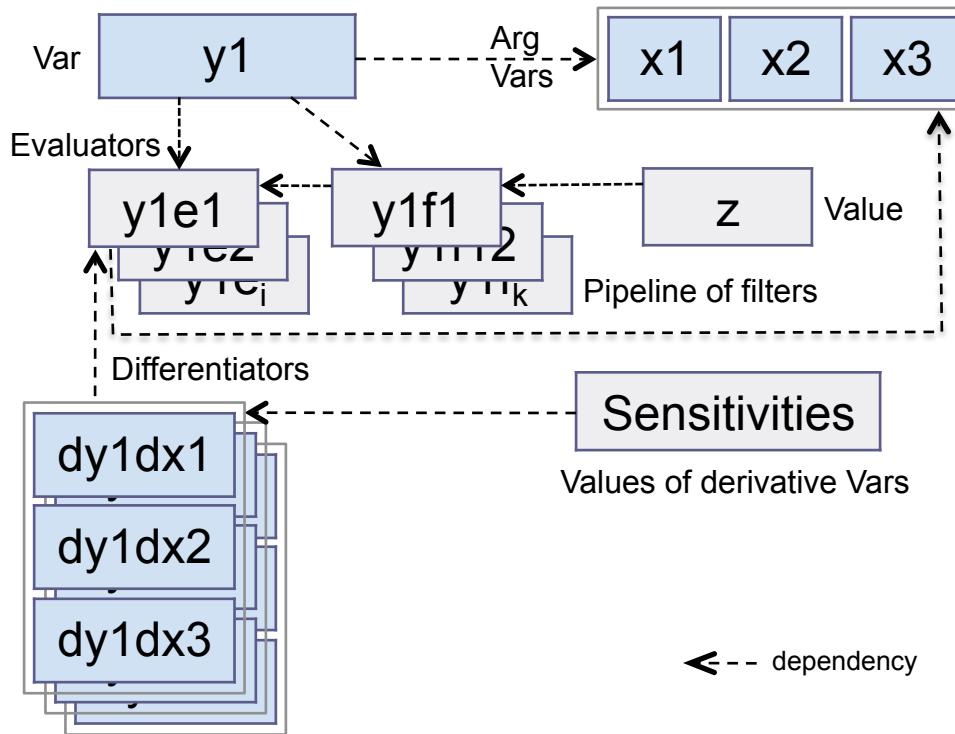 Var
y1
Arg
Vars
x1
x2
x3
Evaluators
y1e1
y1f1
z
Value
Pipeline of filters
Differentiators
dy1dx1
dy1dx2
dy1dx3
Sensitivities
Values of derivative Vars
dependency